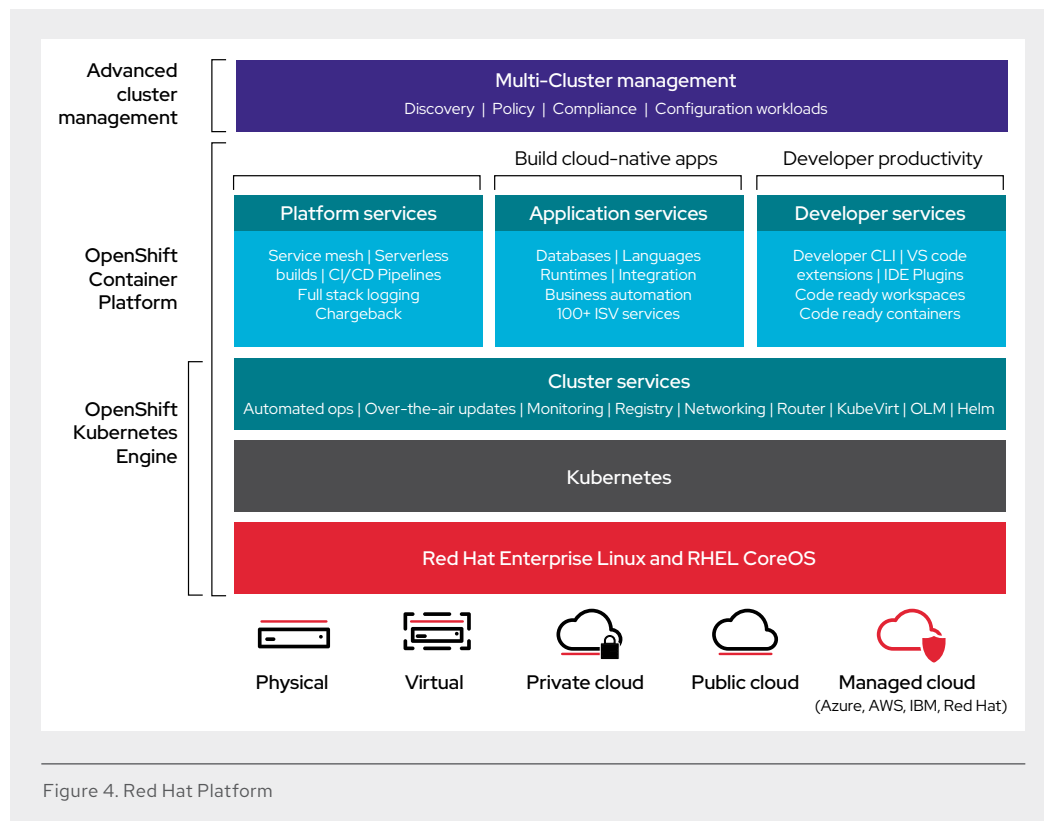 Advanced
cluster
management
Multi-Cluster management
Discovery | Policy | Compliance | Configuration workloads
Build cloud-native apps
Developer productivity
OpenShift
Container
Platform
Platform services
Service mesh | Serverless
builds | CI/CD Pipelines
Full stack logging
Chargeback
Application services
Databases | Languages
Runtimes | Integration
Business automation
100+ ISV services
Developer services
Developer CLI | VS code
extensions | IDE Plugins
Code ready workspaces
Code ready containers
OpenShift
Kubernetes
Engine
Cluster services
Automated ops | Over-the-air updates | Monitoring | Registry | Networking | Router | KubeVirt | OLM | Helm
Kubernetes
Red Hat Enterprise Linux and RHEL CoreOS
Physical
Virtual
Private cloud
Public cloud
Managed cloud
(Azure, AWS, IBM, Red Hat)
Figure 4. Red Hat Platform